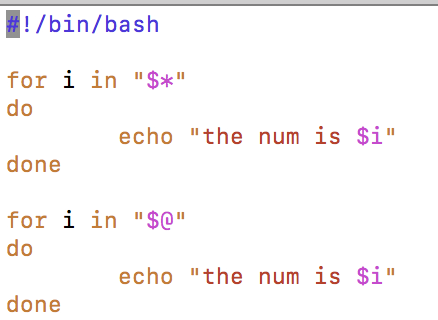 #!/bin/bash
for i in "$*"
do
        echo "the num is $i"
done
for i in "$@"
do
        echo "the num is $i"
done